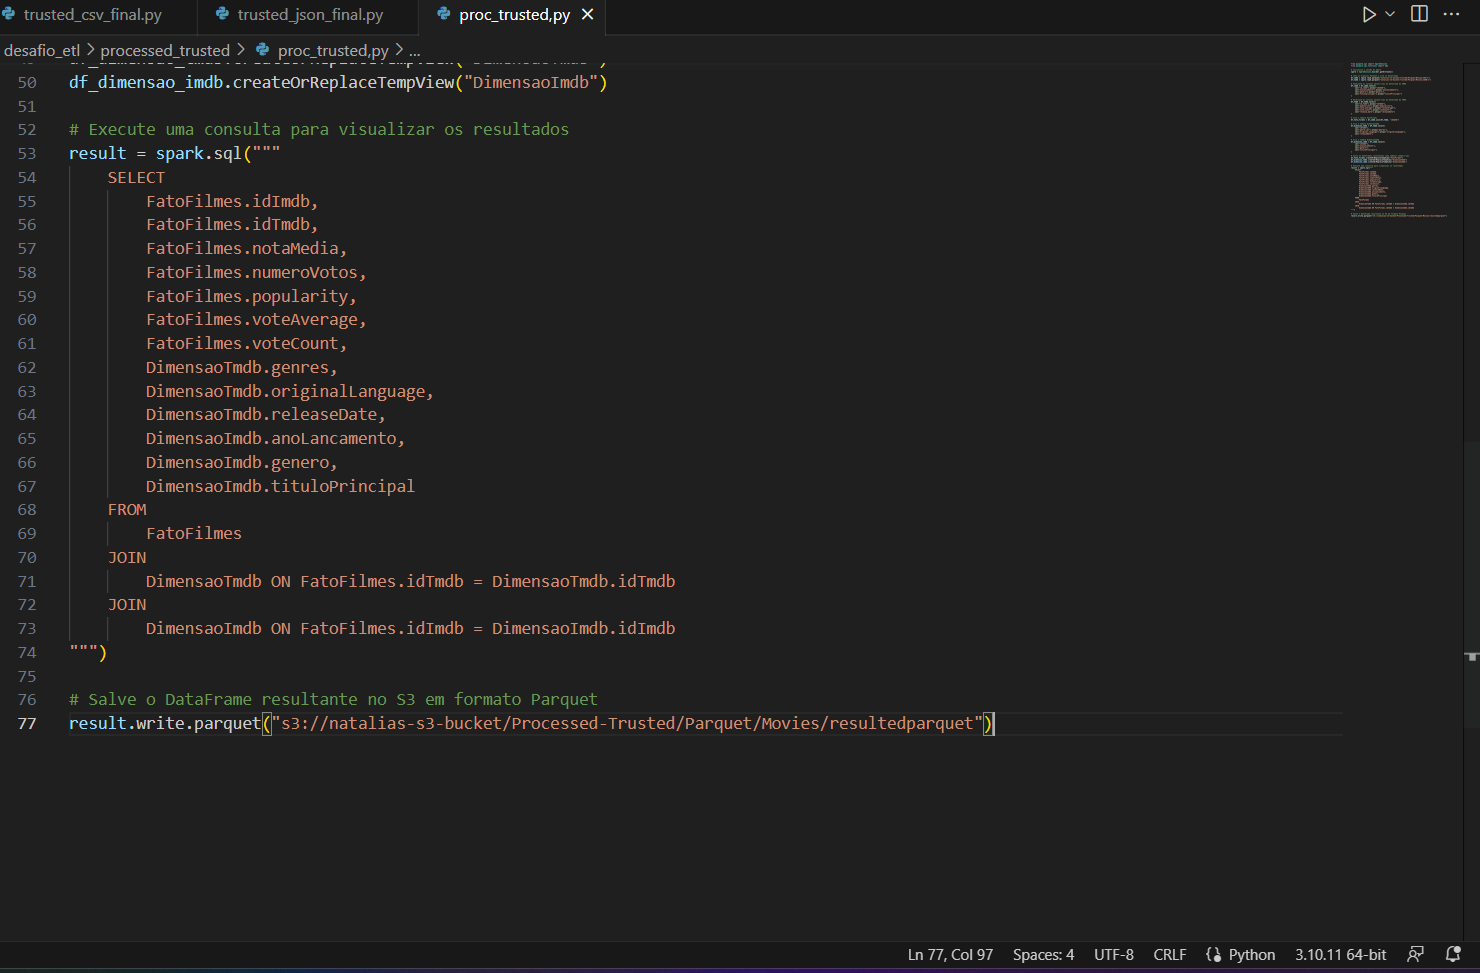 trusted_csv_final.py trusted_json_final.py proc_trusted,py
desafio_etl > processed_trusted > proc_trusted,py > ...
50 df_dimensao_imdb.createOrReplaceTempView("DimensaoImdb")
51
52 # Execute uma consulta para visualizar os resultados
53 result = spark.sql("""
54 SELECT
55 FatoFilmes.idImdb,
56 FatoFilmes.idTmdb,
57 FatoFilmes.notaMedia,
58 FatoFilmes.numeroVotos,
59 FatoFilmes.popularity,
60 FatoFilmes.voteAverage,
61 FatoFilmes.voteCount,
62 DimensaoTmdb.genres,
63 DimensaoTmdb.originalLanguage,
64 DimensaoTmdb.releaseDate,
65 DimensaoImdb.anoLancamento,
66 DimensaoImdb.genero,
67 DimensaoImdb.tituloPrincipal
68 FROM
69 FatoFilmes
70 JOIN
71 DimensaoTmdb ON FatoFilmes.idTmdb = DimensaoTmdb.idTmdb
72 JOIN
73 DimensaoImdb ON FatoFilmes.idImdb = DimensaoImdb.idImdb
74 """)
75
76 # Salve o DataFrame resultante no S3 em formato Parquet
77 result.write.parquet("s3://natalias-s3-bucket/Processed-Trusted/Parquet/Movies/resultedparquet")
Ln 77, Col 97 Spaces: 4 UTF-8 CRLF Python 3.10.11 64-bit